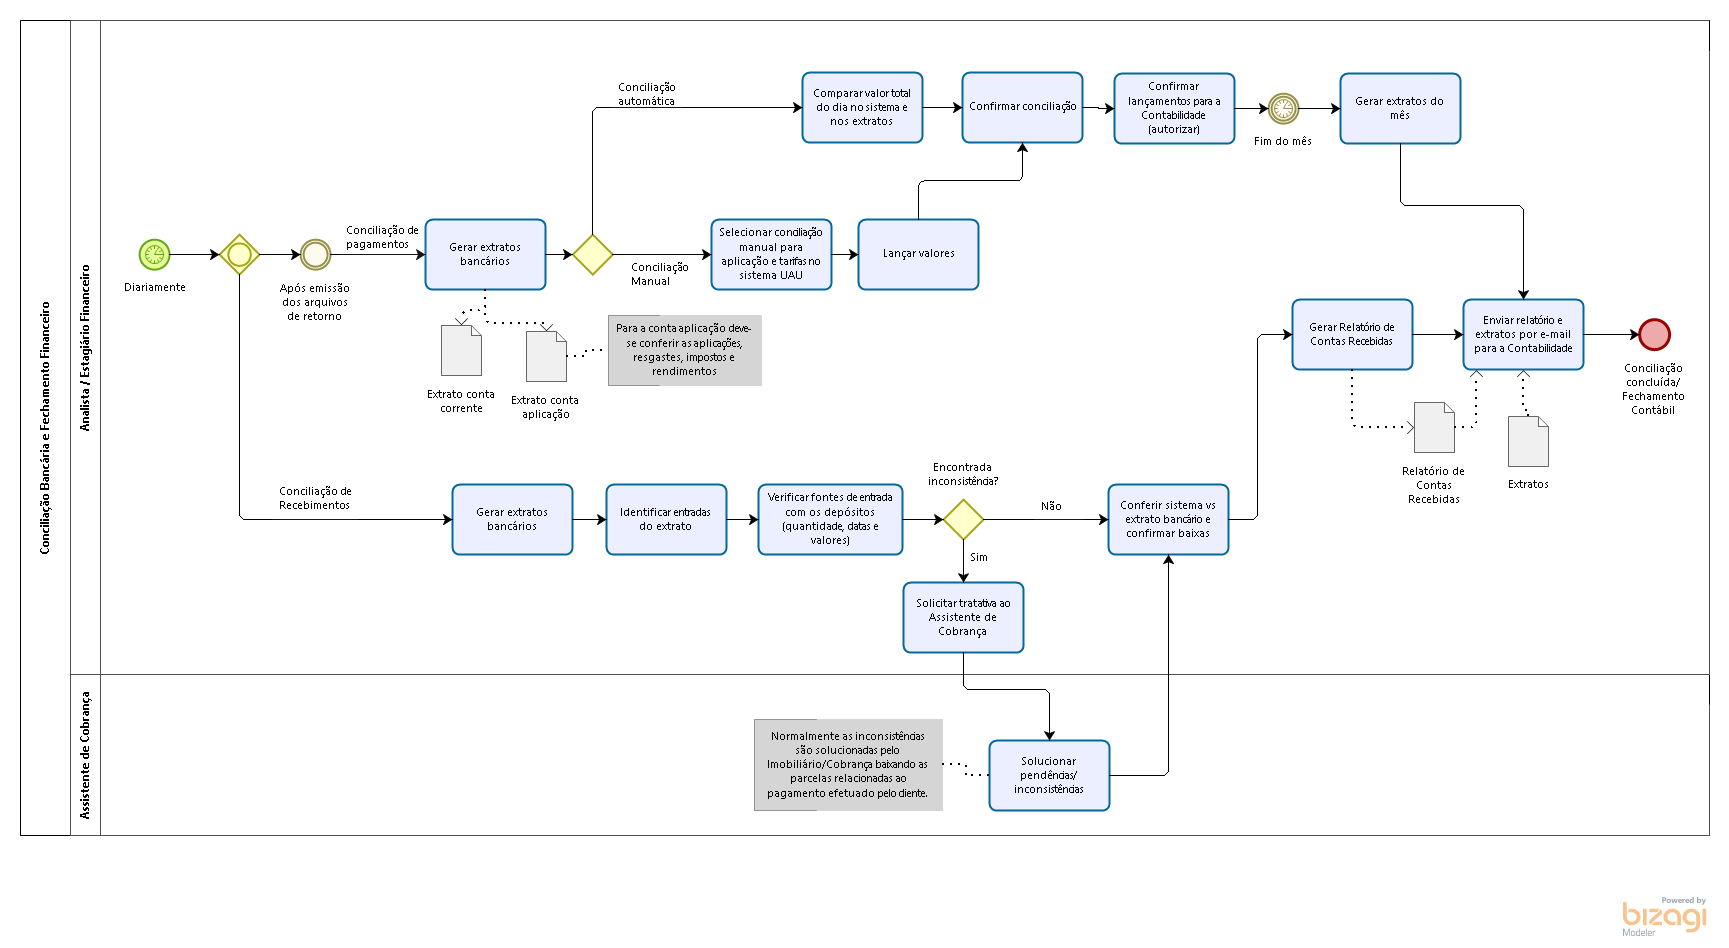 Conciliação Bancária e Fechamento Financeiro
Analista / Estagiário Financeiro
Diariamente
Após emissão
dos arquivos
de retorno
Conciliação de
pagamentos
Gerar extratos
bancários
Extrato conta
corrente
Extrato conta
aplicação
Para a conta aplicação deve-
se conferir as aplicações,
resgastes, impostos e
rendimentos
Conciliação
automática
Conciliação
Manual
Comparar valor total
do dia no sistema e
nos extratos
Confirmar conciliação
Confirmar
lançamentos para a
Contabilidade
(autorizar)
Fim do mês
Gerar extratos do
mês
Selecionar conciliação
manual para
aplicação e tarifas no
sistema UAU
Lançar valores
Gerar Relatório de
Contas Recebidas
Enviar relatório e
extratos por e-mail
para a Contabilidade
Conciliação
concluída/
Fechamento
Contábil
Relatório de
Contas
Recebidas
Extratos
Conciliação de
Recebimentos
Gerar extratos
bancários
Identificar entradas
do extrato
Verificar fontes de entrada
com os depósitos
(quantidade, datas e
valores)
Encontrada
inconsistência?
Não
Sim
Conferir sistema vs
extrato bancário e
confirmar baixas
Solicitar tratativa ao
Assistente de
Cobrança
Assistente de Cobrança
Normalmente as inconsistências
são solucionadas pelo
Imobiliário/Cobrança baixando as
parcelas relacionadas ao
pagamento efetuado pelo cliente.
Solucionar
pendências/
inconsistências
Powered by
bizagi
Modeler